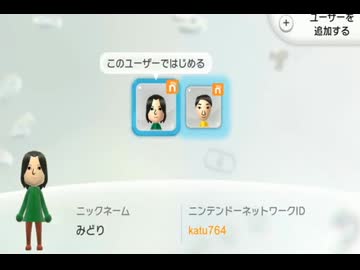 ユーザーを
追加する
このユーザーではじめる
ニックネーム
みどり
ニンテンドーネットワークID
katu764